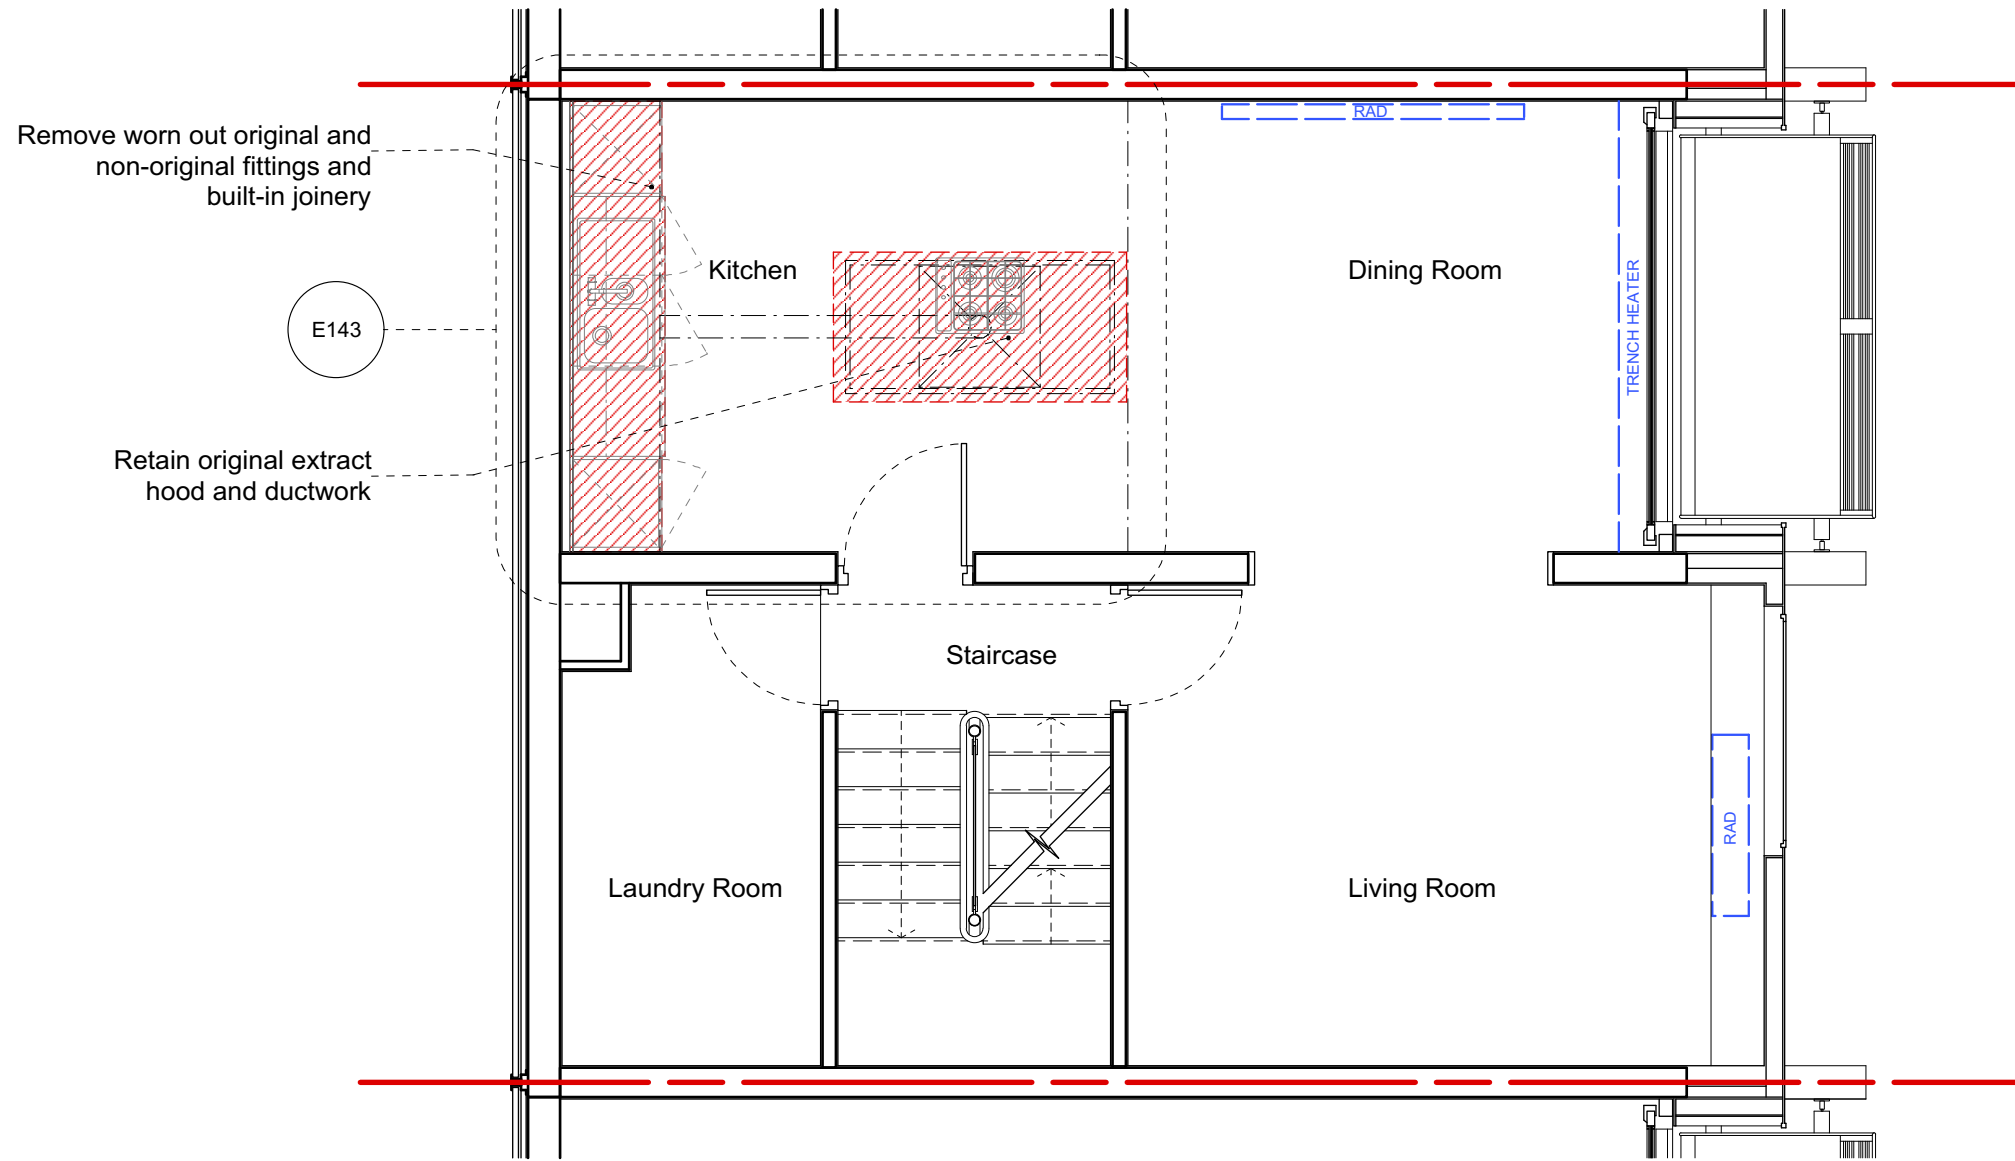 RAD
Remove worn out original and
non-original fittings and
built-in joinery
Kitchen
Dining Room
TRENCH HEATER
E143
Retain original extract
hood and ductwork
Staircase
RAD
Laundry Room
Living Room